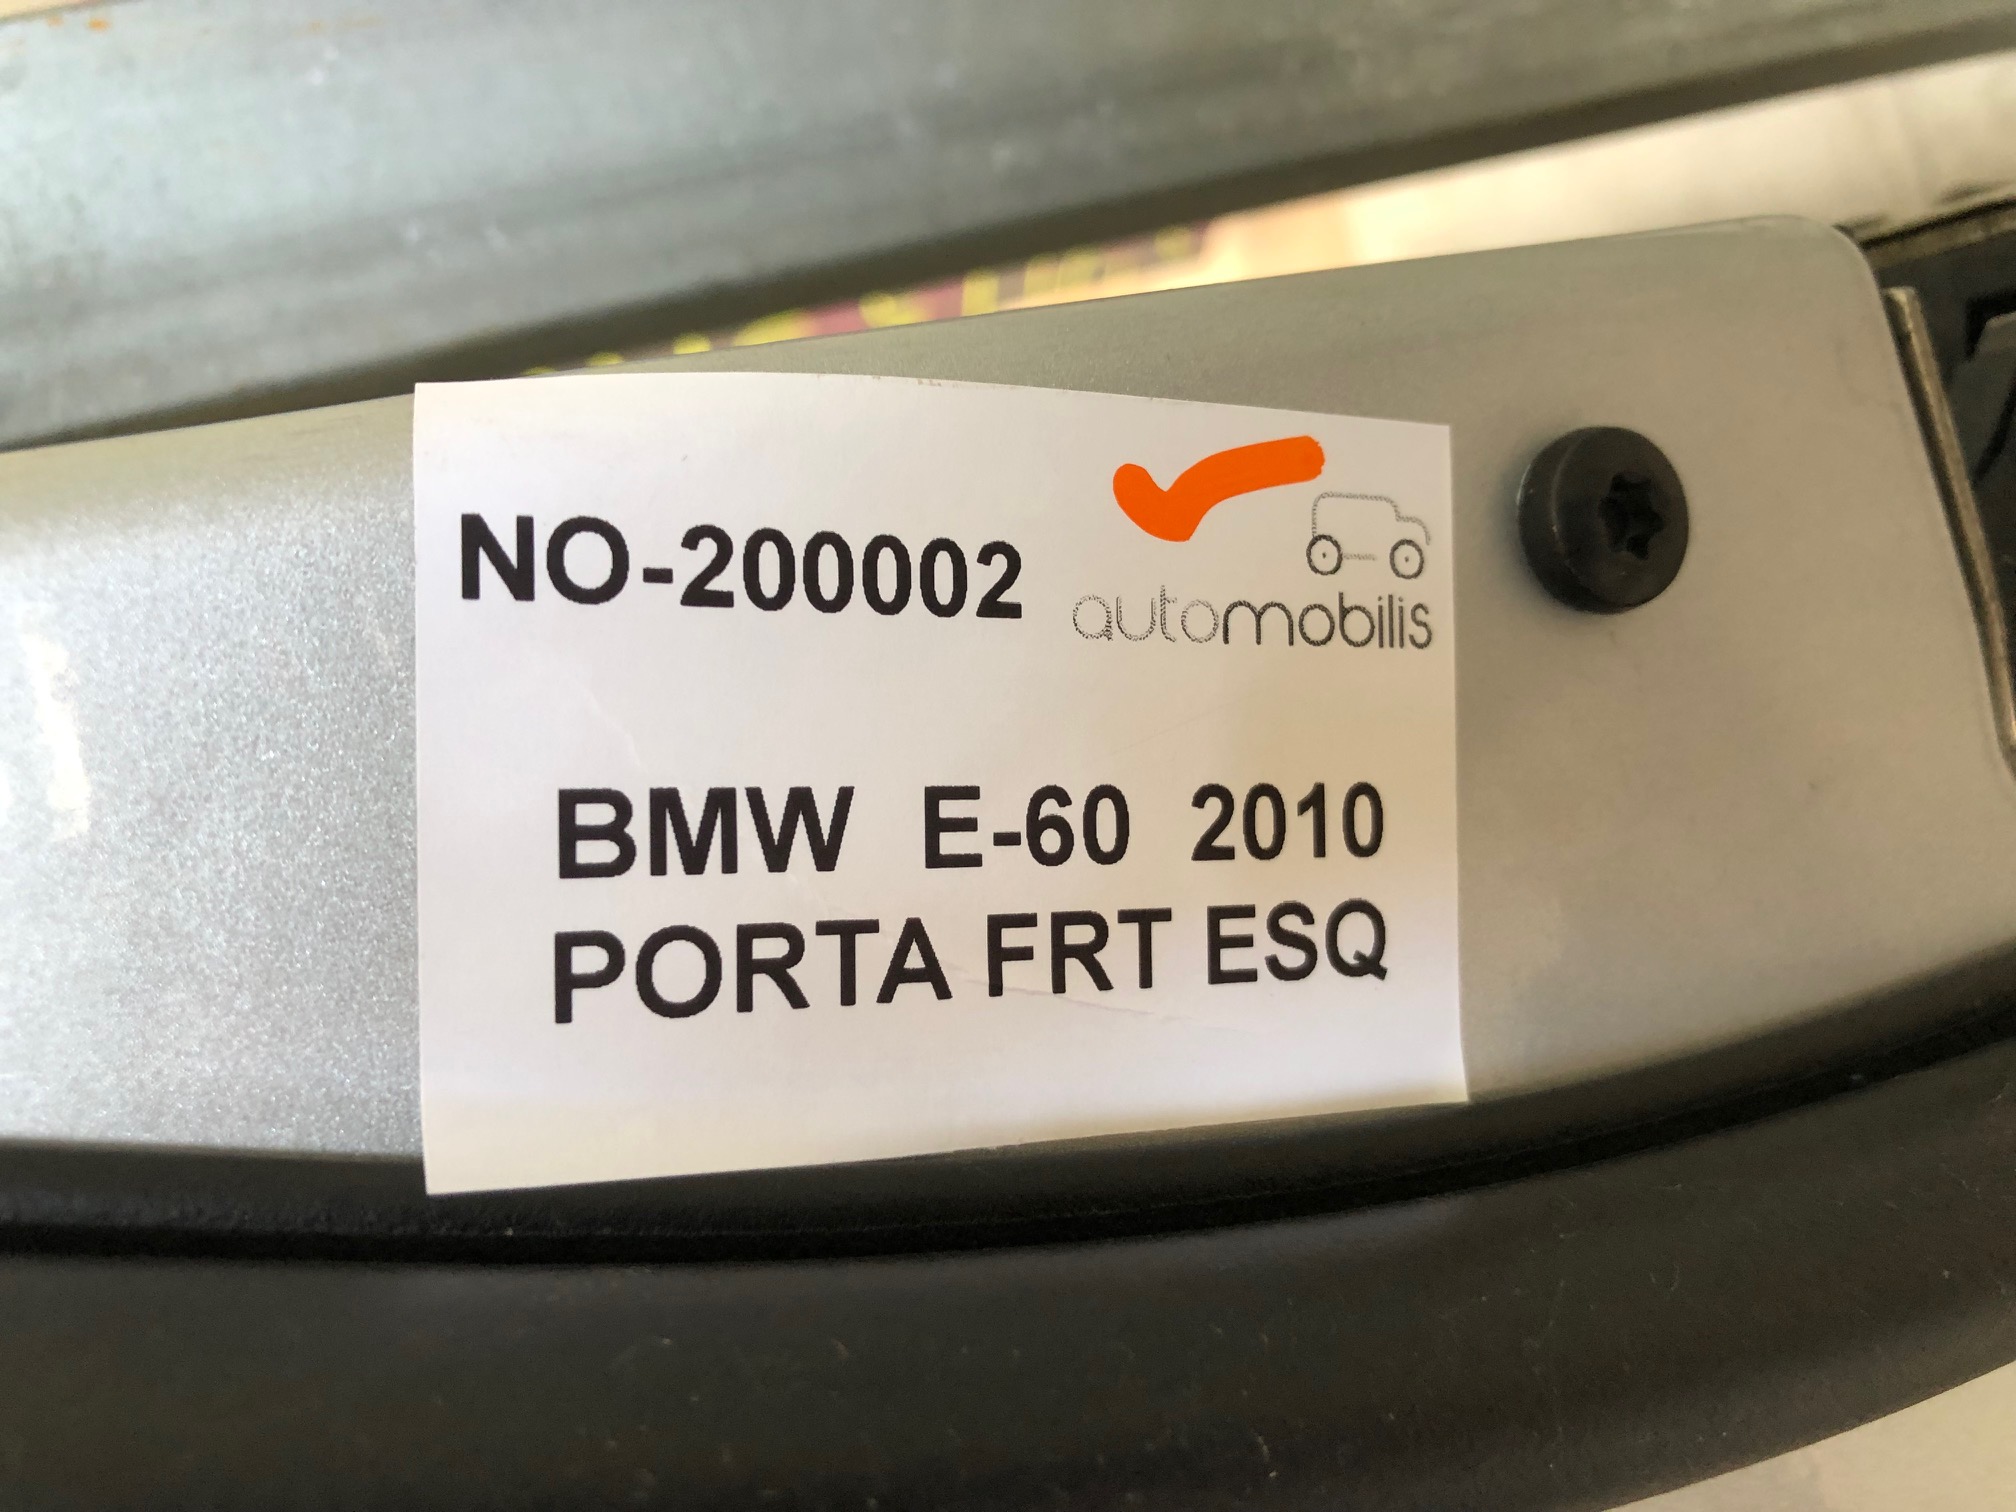 NO-200002
automobilis
BMW E-60 2010
PORTA FRT ESQ